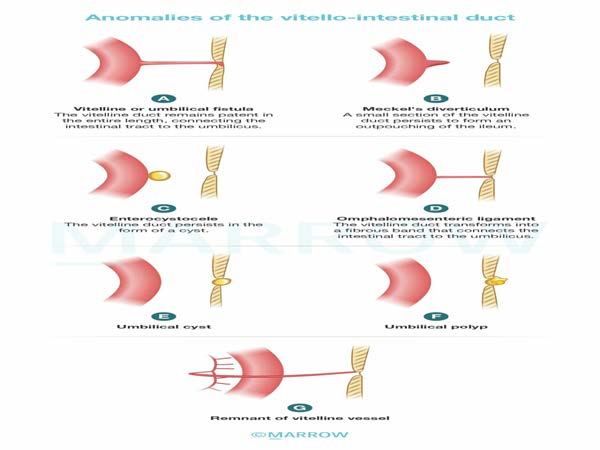 Anomalies of the vitello-intestinal duct
A
Vitelline or umbilical fistula
The vitelline duct remains patent in
the entire length, connecting the
intestinal tract to the umbilicus.
B
Meckel's diverticulum
A small section of the vitelline
duct persists to form an
outpouching of the ileum.
C
Enterocystocele
The vitelline duct persists in the
form of a cyst.
D
Omphalomesenteric ligament
The vitelline duct transforms into
a fibrous band that connects the
intestinal tract to the umbilicus.
MARROW
E
Umbilical cyst
F
Umbilical polyp
G
Remnant of vitelline vessel
©MARROW